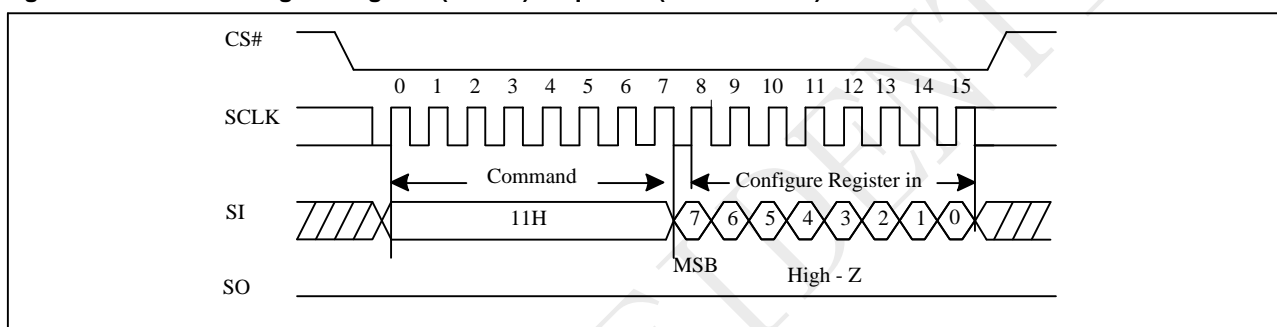 CS#
0 1 2 3 4 5 6 7 8 9 10 11 12 13 14 15
SCLK
Command Configure Register in
SI 11H 7 6 5 4 3 2 1 0
MSB High - Z
SO